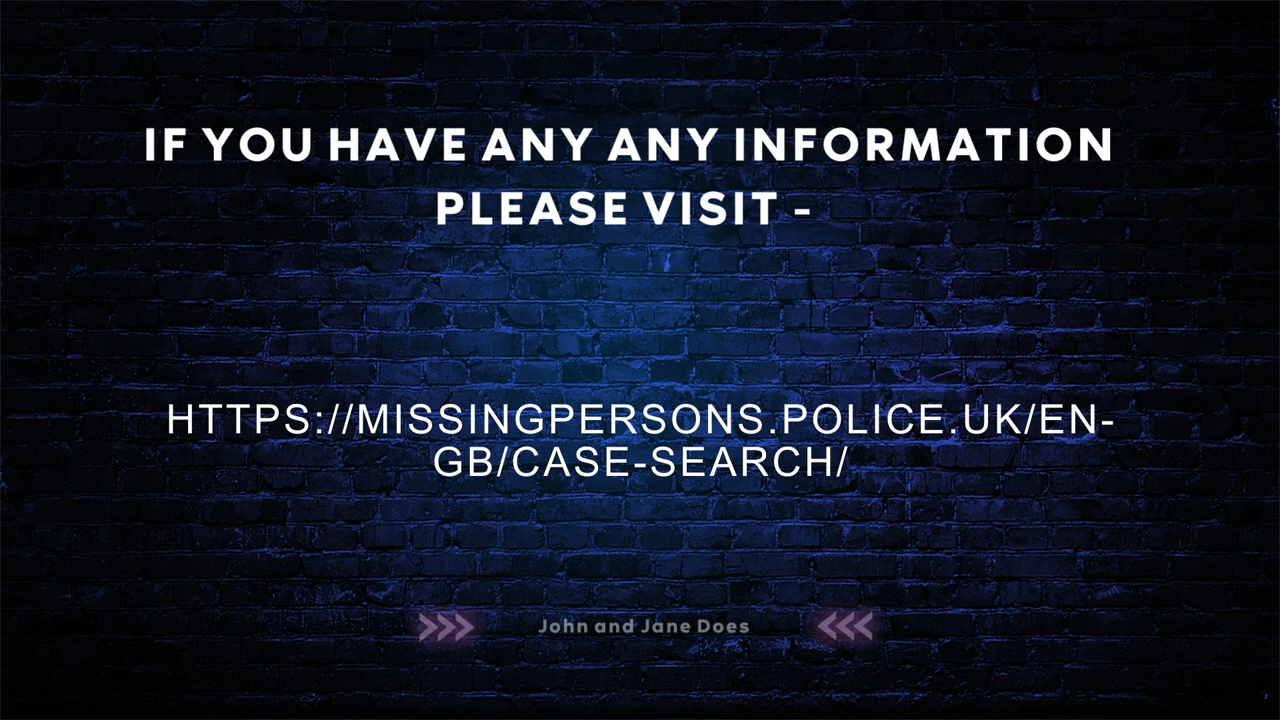 IF YOU HAVE ANY ANY INFORMATION
PLEASE VISIT -
HTTPS://MISSINGPERSONS.POLICE.UK/EN-
GB/CASE-SEARCH/
John and Jane Does